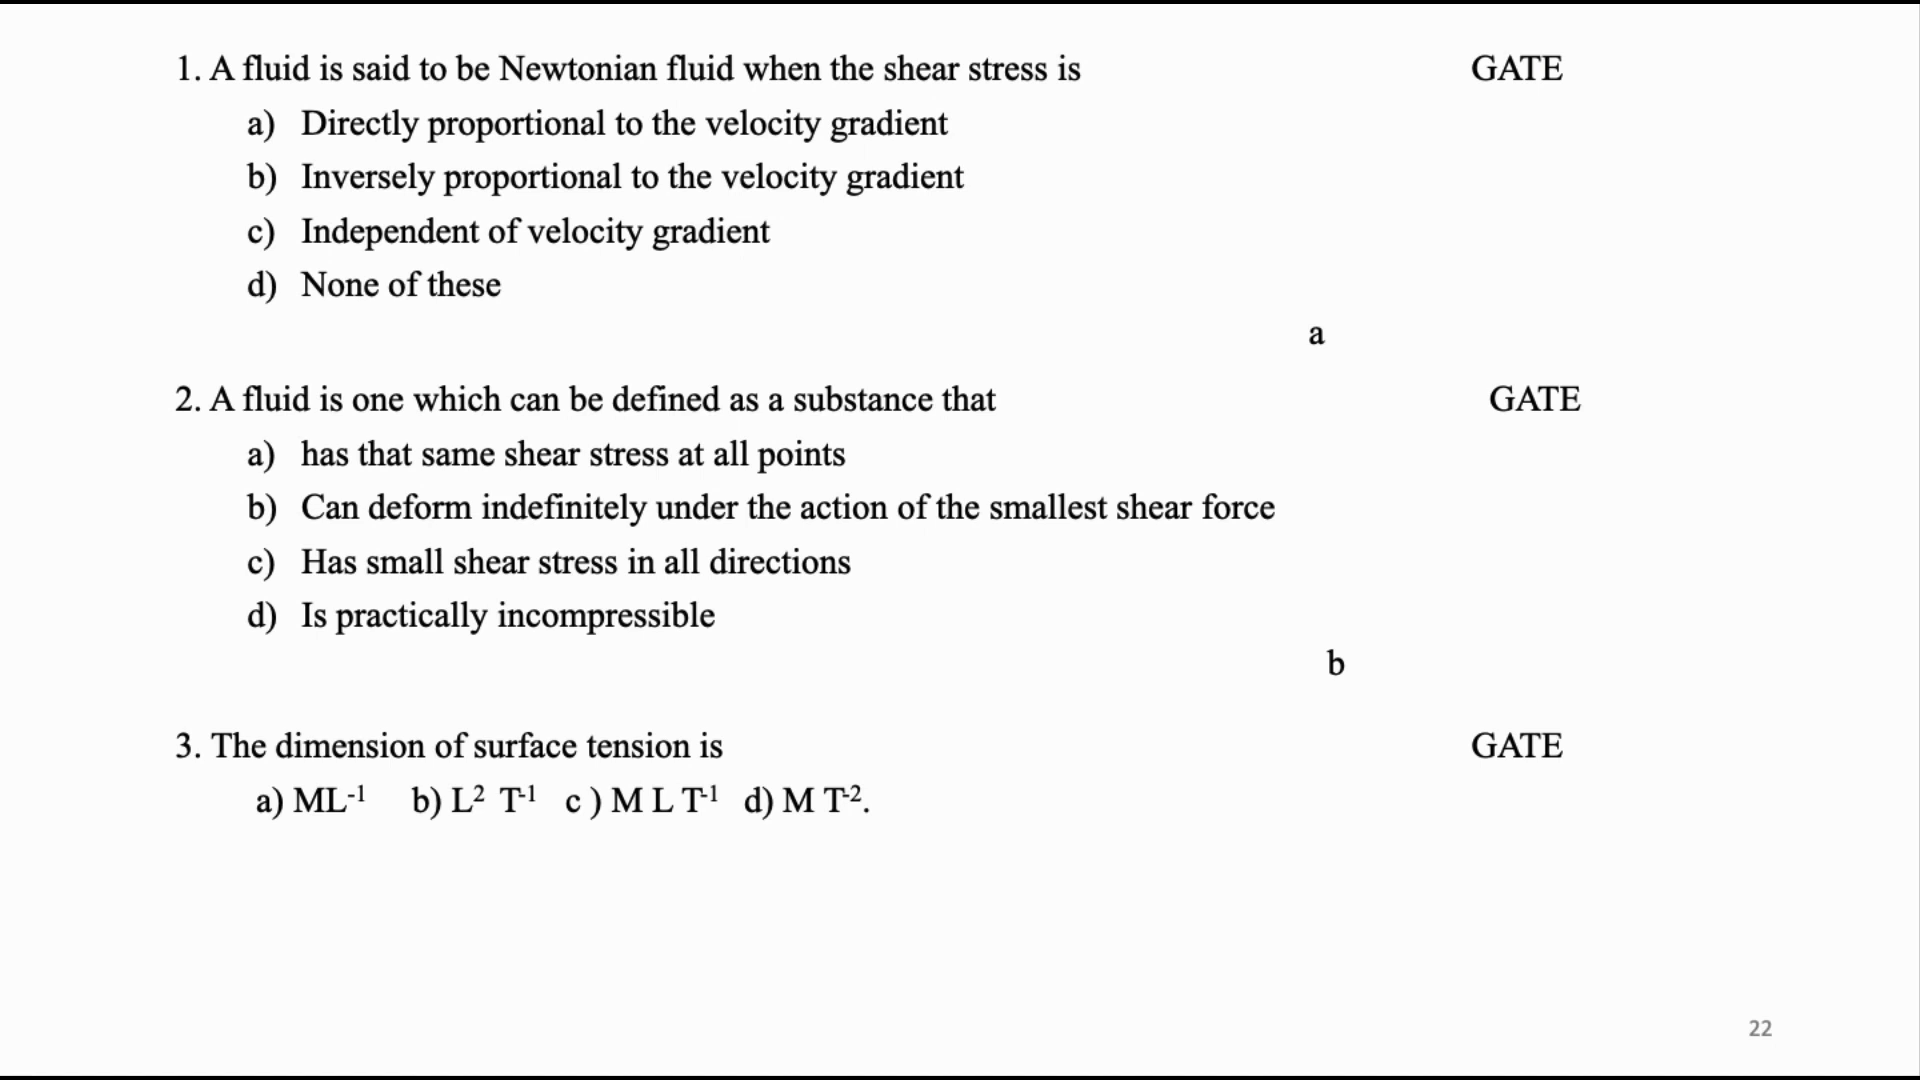 1. A fluid is said to be Newtonian fluid when the shear stress is GATE
a) Directly proportional to the velocity gradient
b) Inversely proportional to the velocity gradient
c) Independent of velocity gradient
d) None of these
a
2. A fluid is one which can be defined as a substance that GATE
a) has that same shear stress at all points
b) Can deform indefinitely under the action of the smallest shear force
c) Has small shear stress in all directions
d) Is practically incompressible
b
3. The dimension of surface tension is GATE
a) ML⁻¹ b) L² T⁻¹ c ) M L T⁻¹ d) M T⁻².
22